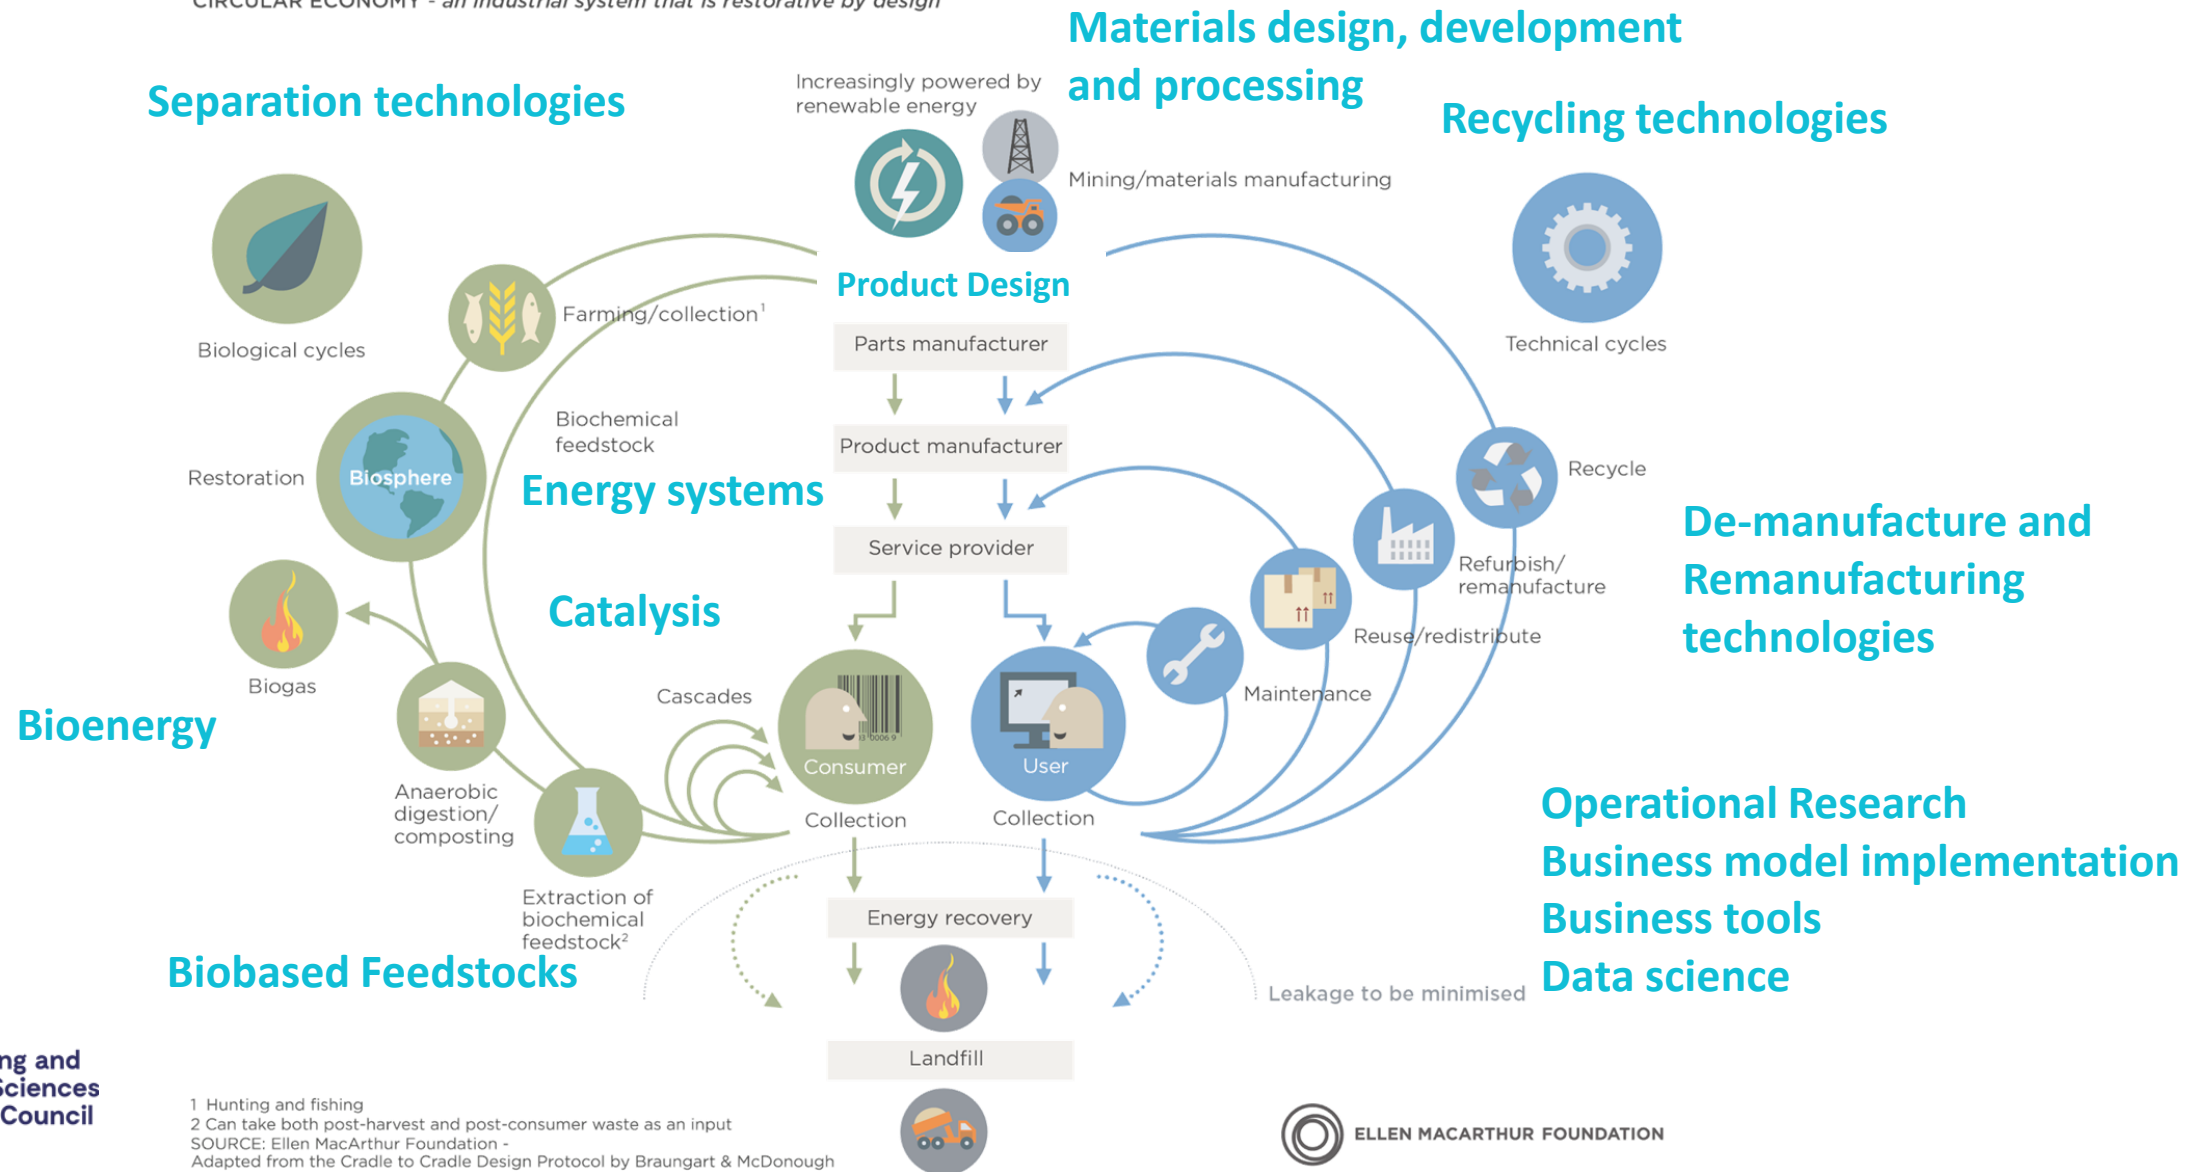 CIRCULAR ECONOMY - an industrial system that is restorative by design
Materials design, development
and processing
Separation technologies
Increasingly powered by
renewable energy
Recycling technologies
Mining/materials manufacturing
Product Design
Farming/collection¹
Biological cycles
Parts manufacturer
Technical cycles
Biochemical
feedstock
Product manufacturer
Recycle
Restoration
Biosphere
Energy systems
De-manufacture and
Remanufacturing
technologies
Service provider
Refurbish/
remanufacture
Catalysis
Reuse/redistribute
Biogas
Cascades
Maintenance
Bioenergy
Consumer
User
Anaerobic
digestion/
composting
Collection
Collection
Operational Research
Business model implementation
Business tools
Data science
Extraction of
biochemical
feedstock²
Energy recovery
Biobased Feedstocks
Leakage to be minimised
Landfill
ng and
Sciences
Council
1 Hunting and fishing
2 Can take both post-harvest and post-consumer waste as an input
SOURCE: Ellen MacArthur Foundation -
Adapted from the Cradle to Cradle Design Protocol by Braungart & McDonough
ELLEN MACARTHUR FOUNDATION